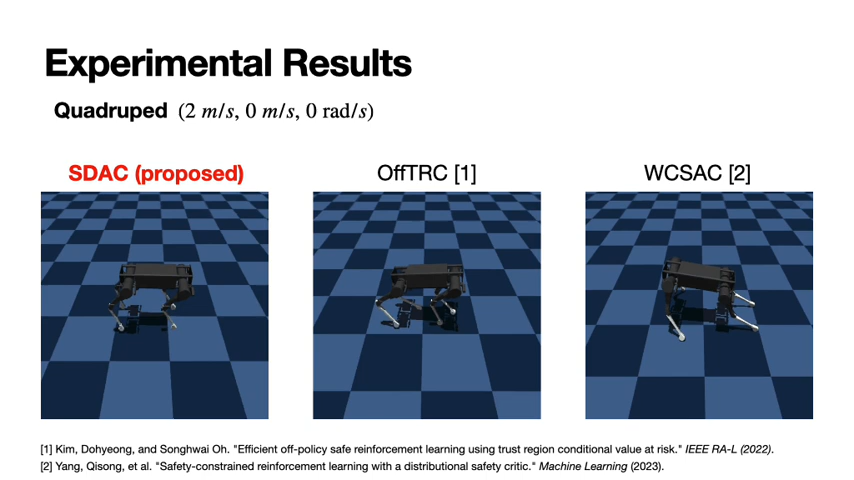 Experimental Results
Quadruped (2 m/s, 0 m/s, 0 rad/s)
SDAC (proposed)
OffTRC [1]
WCSAC [2]
[1] Kim, Dohyeong, and Songhwai Oh. "Efficient off-policy safe reinforcement learning using trust region conditional value at risk." IEEE RA-L (2022).
[2] Yang, Qisong, et al. "Safety-constrained reinforcement learning with a distributional safety critic." Machine Learning (2023).